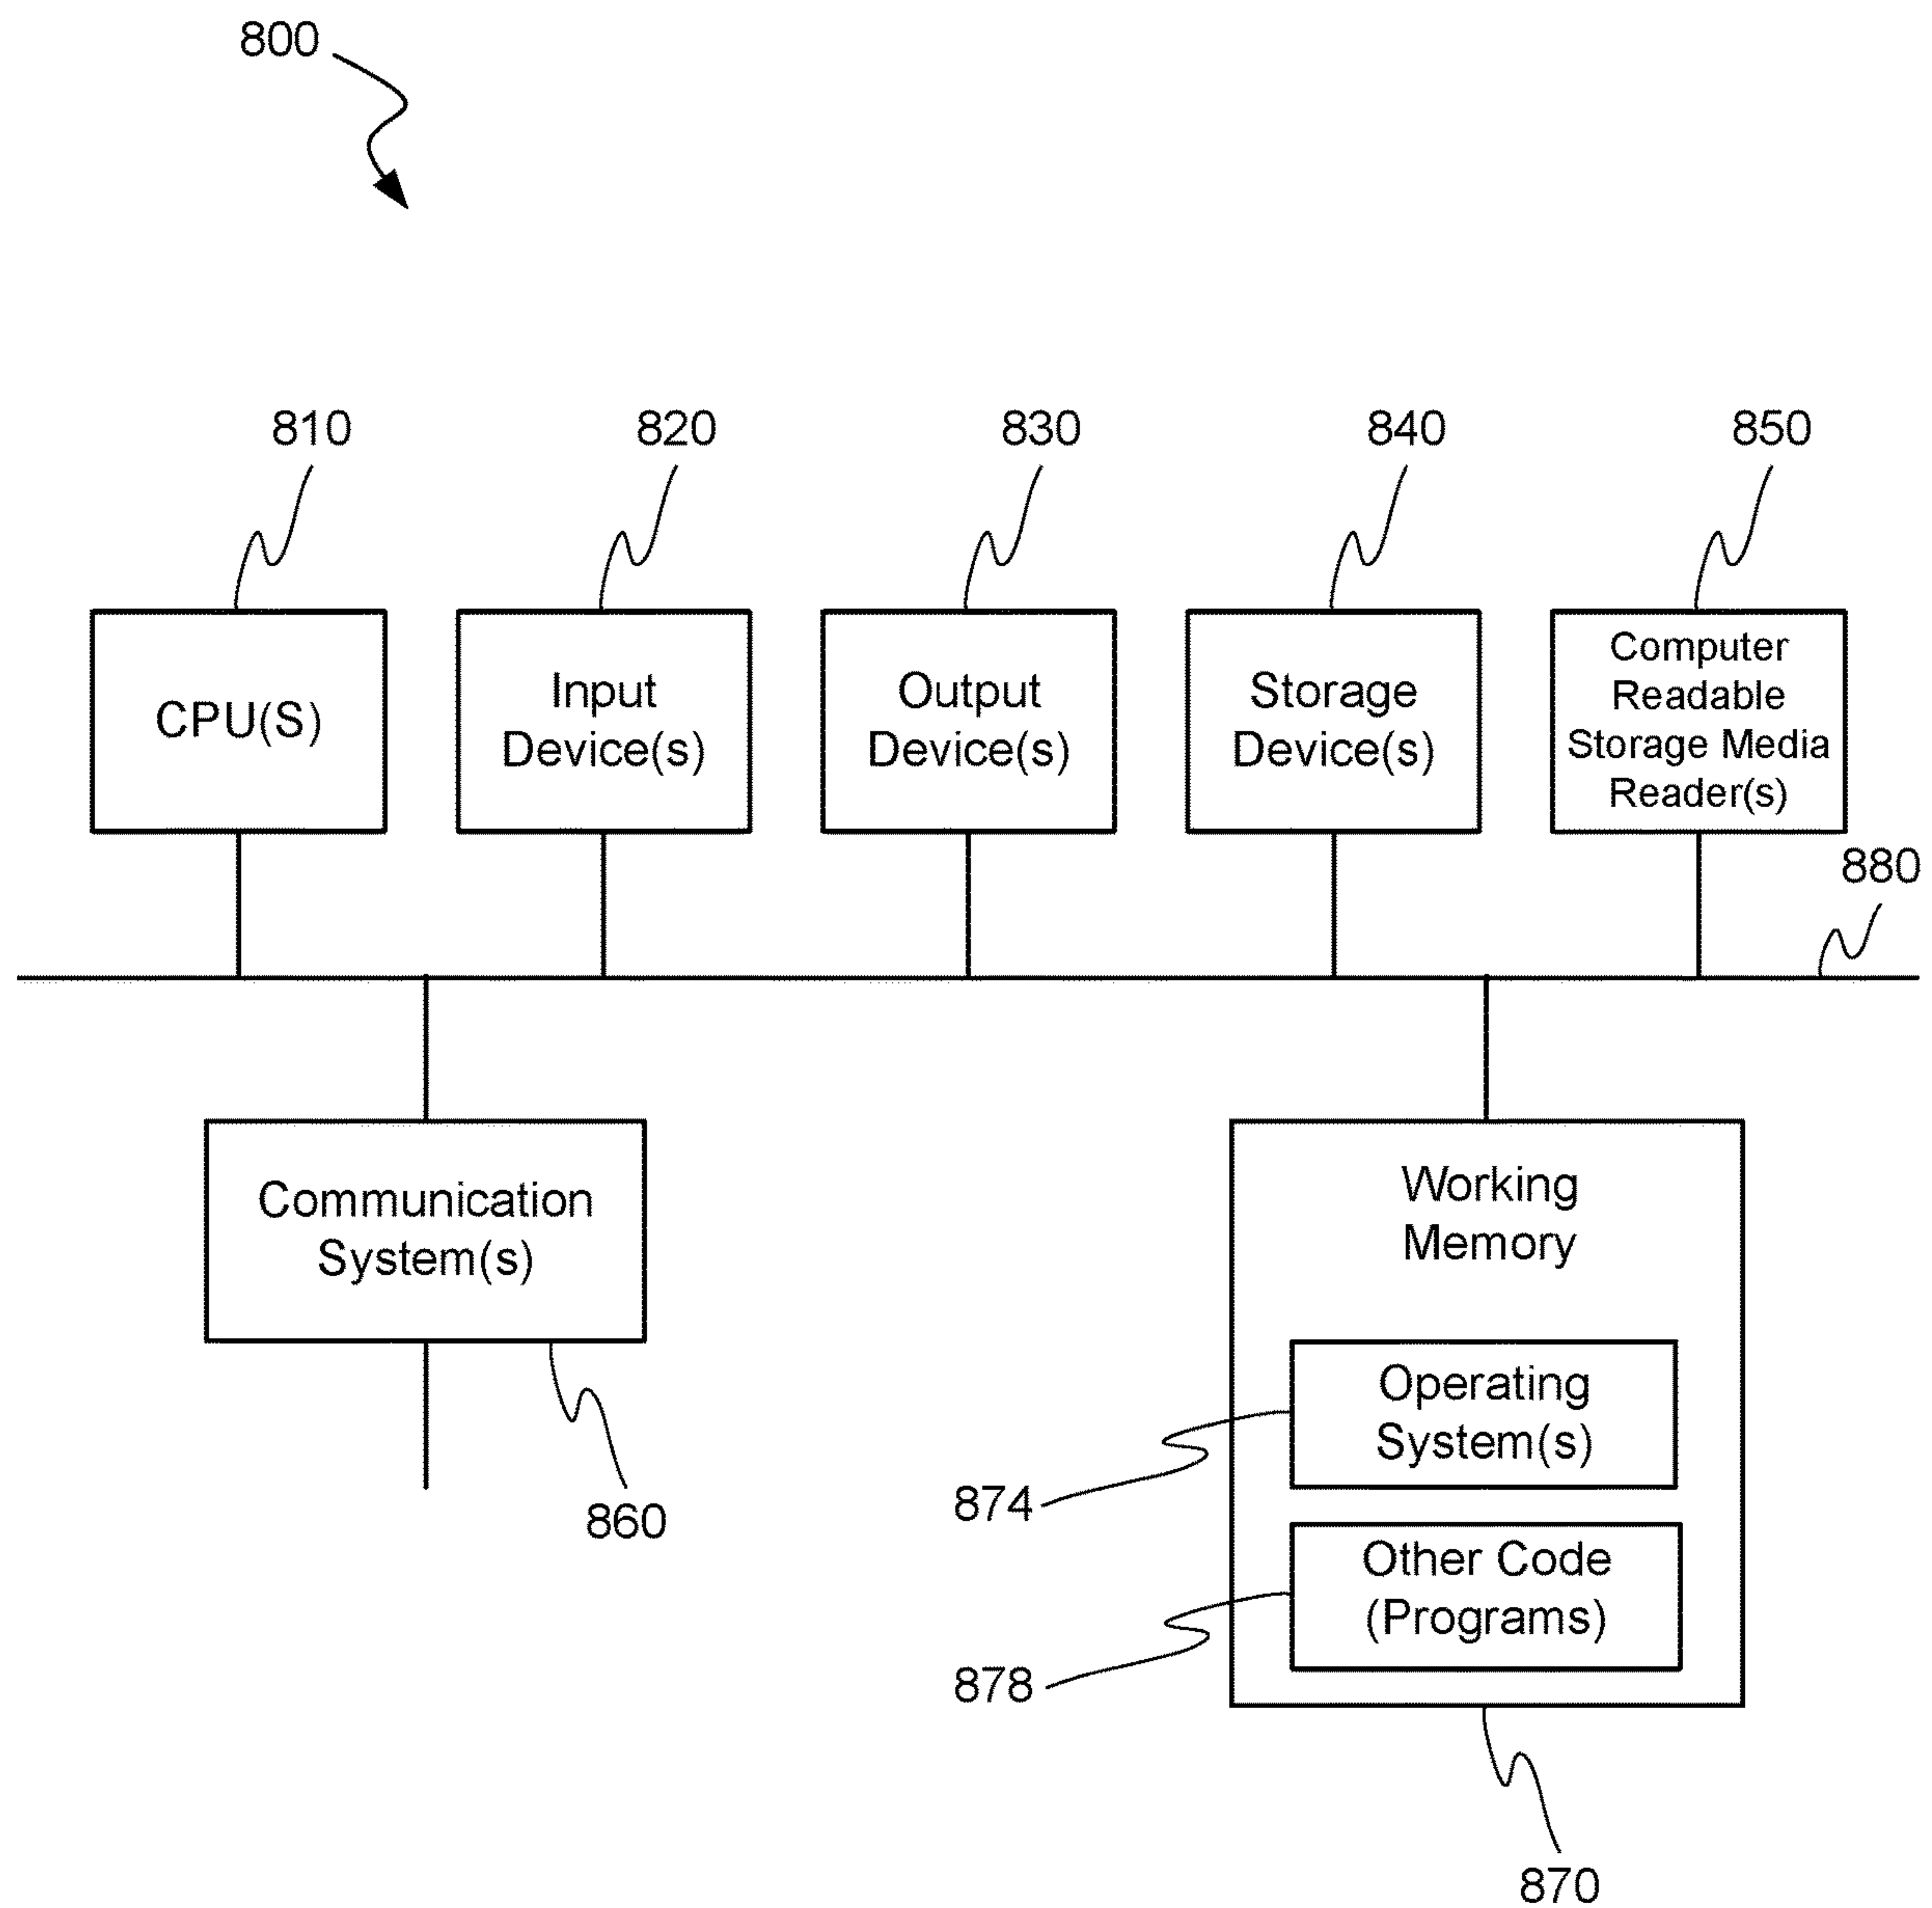 800
810
820
830
840
850
CPU(S)
Input
Device(s)
Output
Device(s)
Storage
Device(s)
Computer
Readable
Storage Media
Reader(s)
880
Communication
System(s)
860
Working
Memory
Operating
System(s)
874
Other Code
(Programs)
878
870